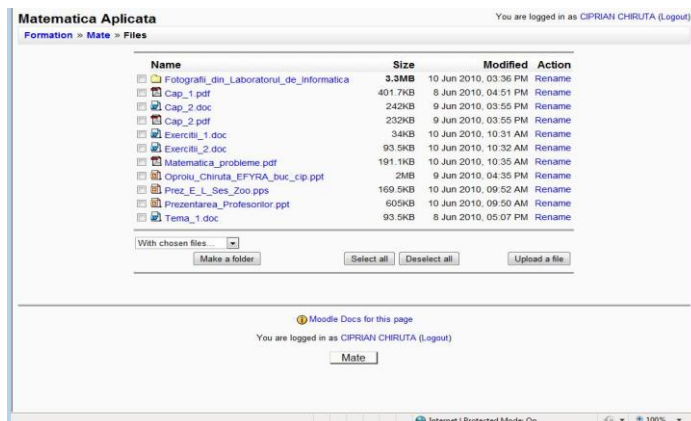 Matematica Aplicata
You are logged in as CIPRIAN CHIRUTA (Logout)
Formation » Mate » Files
Name Size Modified Action
Fotografii_din_Laboratorul_de_Informatica 3.3MB 10 Jun 2010, 03:36 PM Rename
Cap_1.pdf 401.7KB 8 Jun 2010, 04:51 PM Rename
Cap_2.doc 242KB 9 Jun 2010, 03:55 PM Rename
Cap_2.pdf 232KB 9 Jun 2010, 03:55 PM Rename
Exercitii_1.doc 34KB 10 Jun 2010, 10:31 AM Rename
Exercitii_2.doc 93.5KB 10 Jun 2010, 10:32 AM Rename
Matematica_probleme.pdf 191.1KB 10 Jun 2010, 10:35 AM Rename
Oproiu_Chiruta_EFYRA_buc_cip.ppt 2MB 9 Jun 2010, 04:35 PM Rename
Prez_E_L_Ses_Zoo.pps 169.5KB 10 Jun 2010, 09:52 AM Rename
Prezentarea_Profesorilor.ppt 605KB 10 Jun 2010, 09:50 AM Rename
Tema_1.doc 93.5KB 8 Jun 2010, 05:07 PM Rename
With chosen files...
Make a folder Select all Deselect all Upload a file
Moodle Docs for this page
You are logged in as CIPRIAN CHIRUTA (Logout)
Mate
Internet | Protected Mode: On 100%